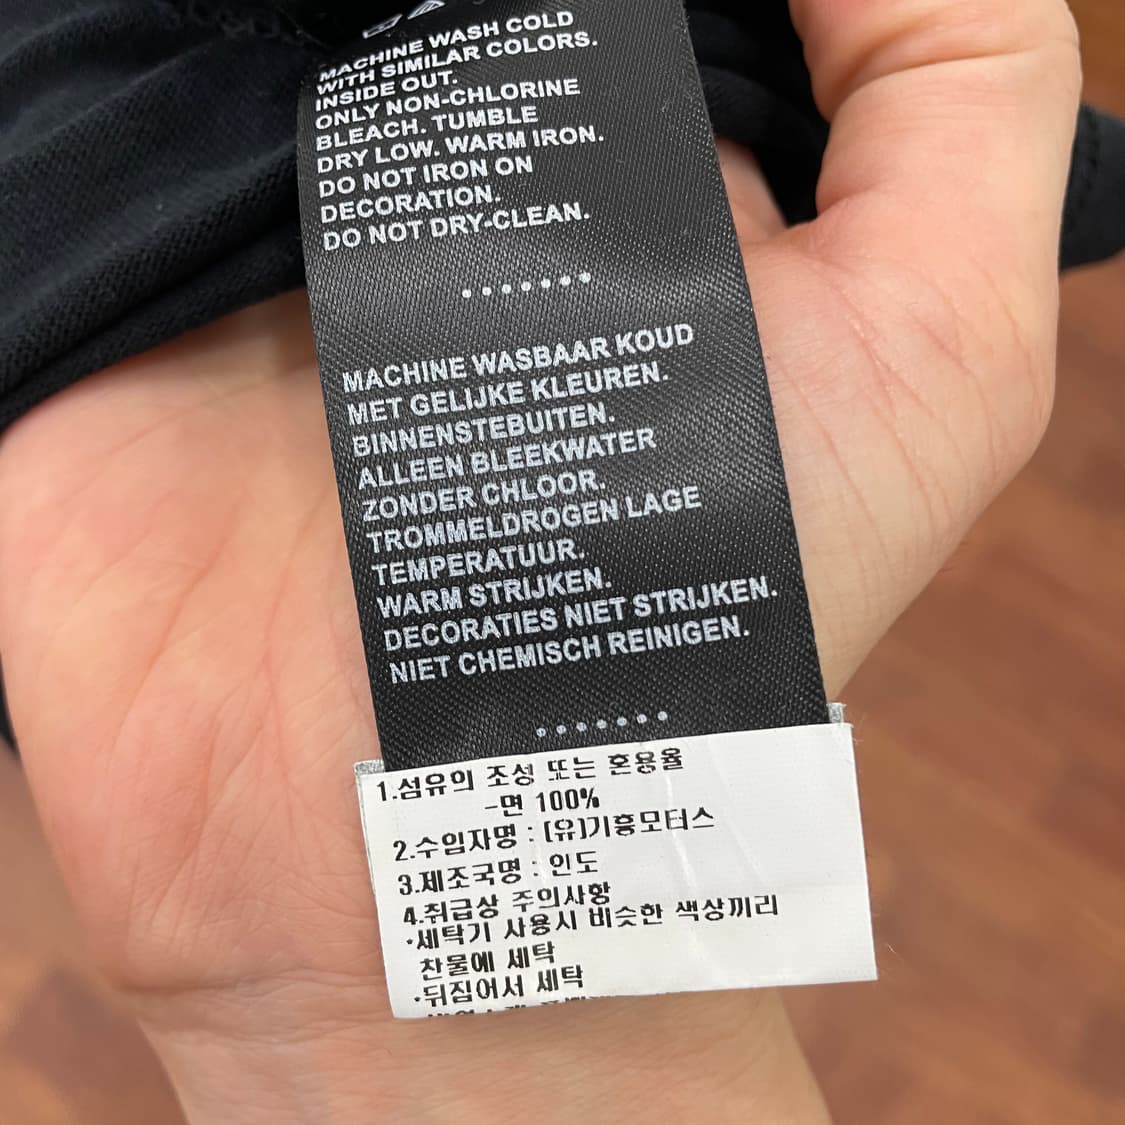 MACHINE WASH COLD
WITH SIMILAR COLORS.
INSIDE OUT.
ONLY NON-CHLORINE
BLEACH. TUMBLE
DRY LOW. WARM IRON.
DO NOT IRON ON
DECORATION.
DO NOT DRY-CLEAN.
MACHINE WASBAAR KOUD
MET GELIJKE KLEUREN.
BINNENSTEBUITEN.
ALLEEN BLEEKWATER
ZONDER CHLOOR.
TROMMELDROGEN LAGE
TEMPERATUUR.
WARM STRIJKEN.
DECORATIES NIET STRIJKEN.
NIET CHEMISCH REINIGEN.
1.섬유의 조성 또는 혼용율
-면 100%
2.수입자명 : [유]기흥모터스
3.제조국명 : 인도
4.취급상 주의사항
·세탁기 사용시 비슷한 색상끼리
찬물에 세탁
·뒤집어서 세탁